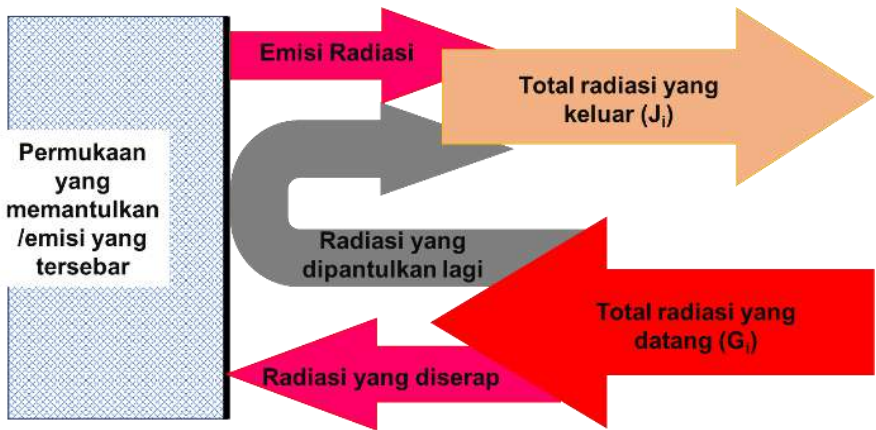 Emisi Radiasi
Total radiasi yang
keluar (Ji)
Permukaan
yang
memantulkan
/emisi yang
tersebar
Radiasi yang
dipantulkan lagi
Total radiasi yang
datang (Gi)
Radiasi yang diserap